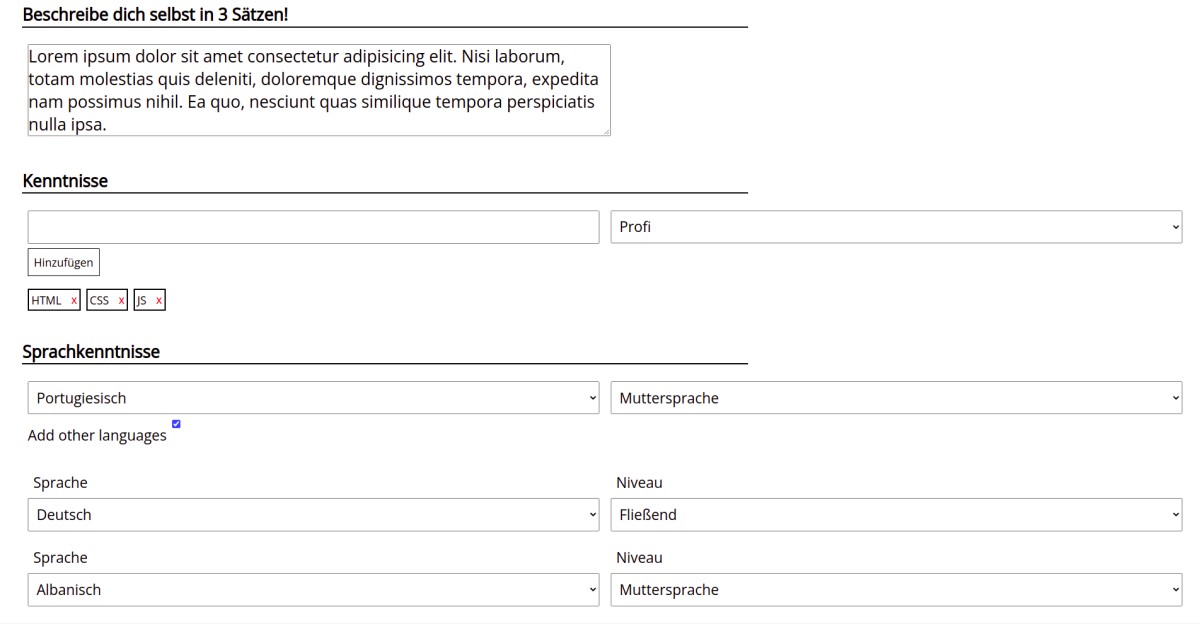 Beschreibe dich selbst in 3 Sätzen!
Lorem ipsum dolor sit amet consectetur adipisicing elit. Nisi laborum,
totam molestias quis deleniti, doloremque dignissimos tempora, expedita
nam possimus nihil. Ea quo, nesciunt quas similique tempora perspiciatis
nulla ipsa.
Kenntnisse
Profi
Hinzufügen
HTML x CSS x JS x
Sprachkenntnisse
Portugiesisch Muttersprache
Add other languages
Sprache Niveau
Deutsch Fließend
Sprache Niveau
Albanisch Muttersprache